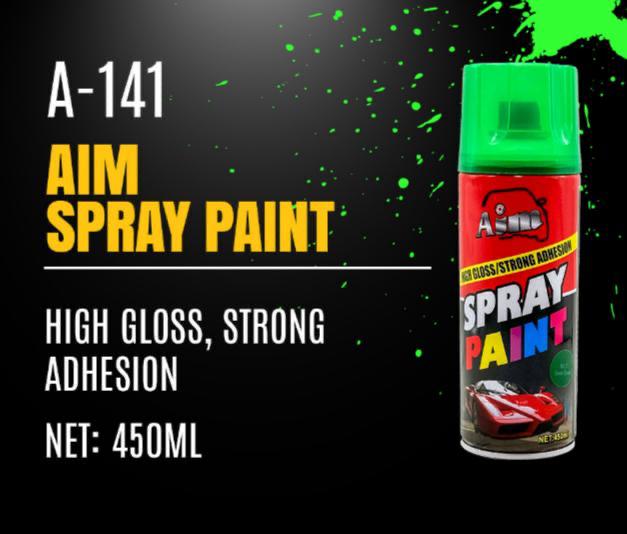 A-141
AIM
SPRAY PAINT
HIGH GLOSS, STRONG
ADHESION
NET: 450ML
Aim
HIGH GLOSS/STRONG ADHESION
SPRAY
PAINT
NET:450ml